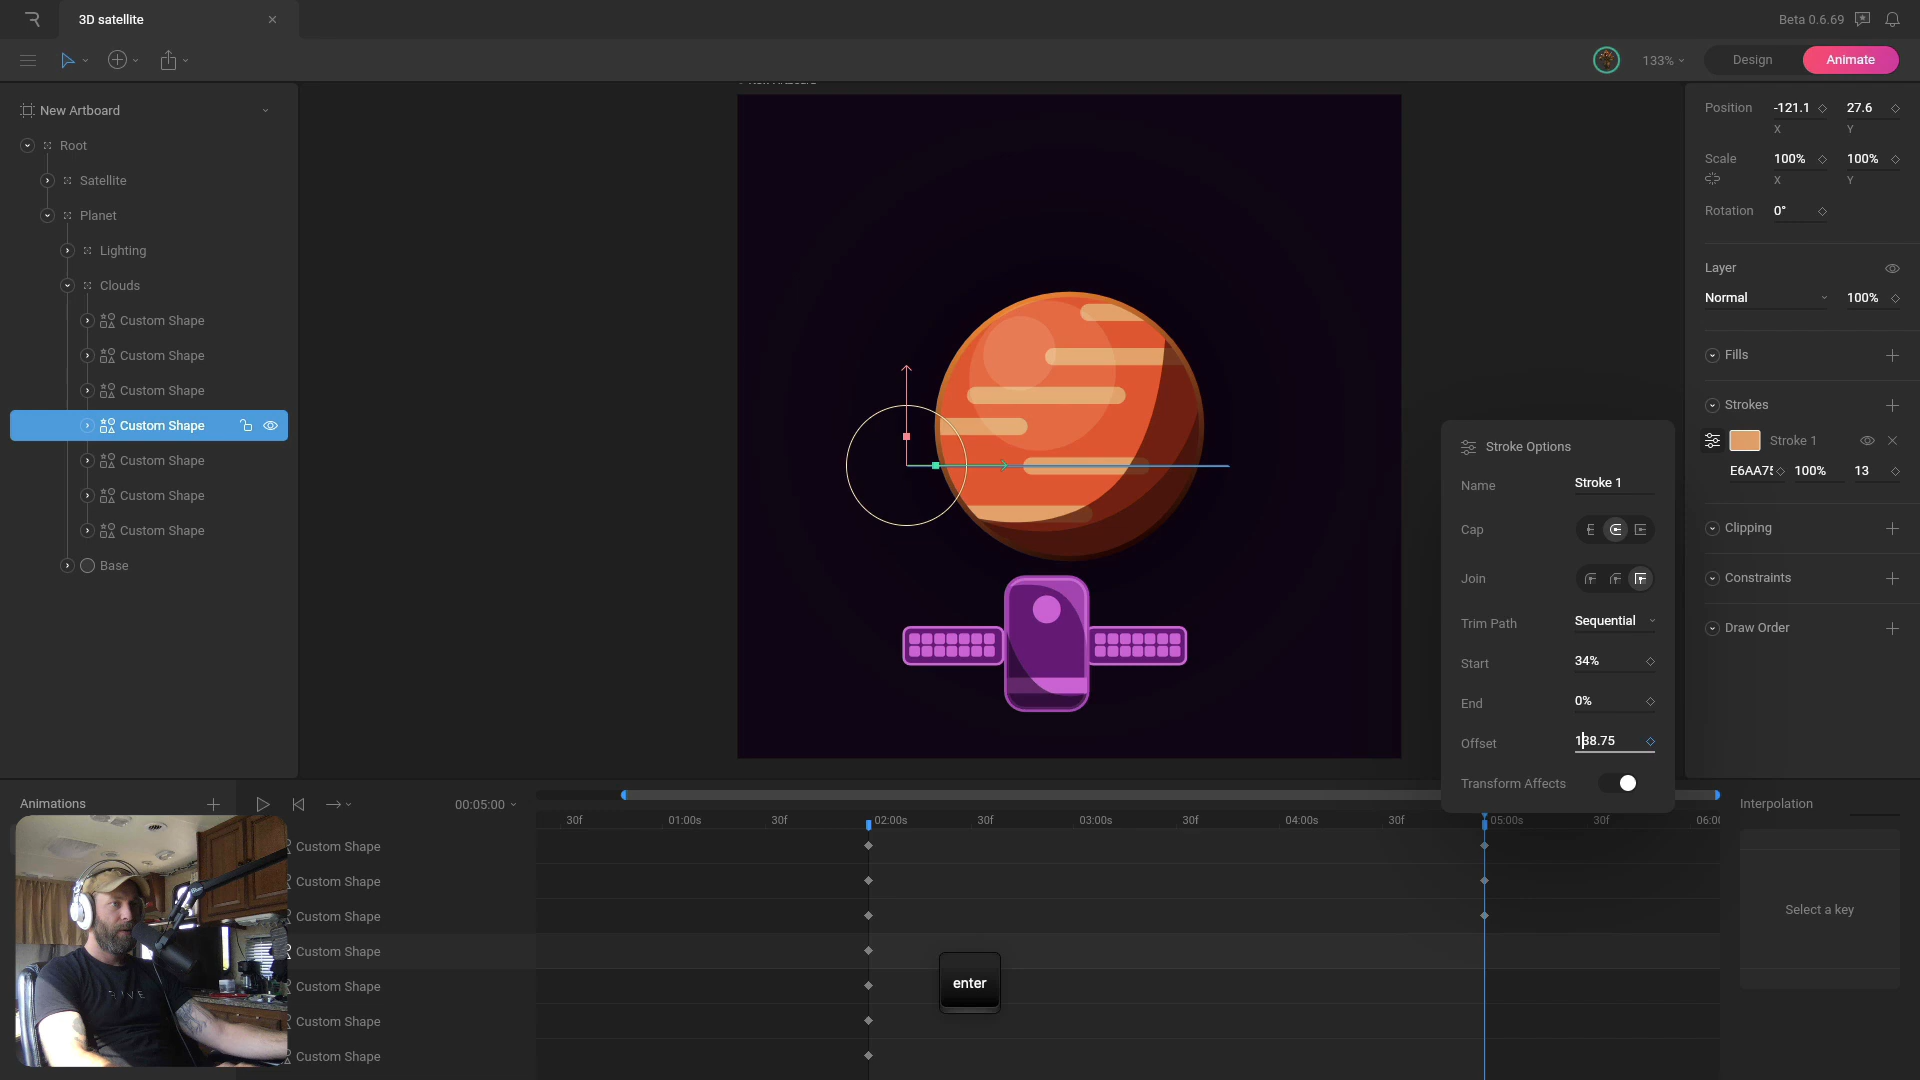 3D satellite
Beta 0.6.69
133%
Design
Animate
New Artboard
Root
Satellite
Planet
Lighting
Clouds
Custom Shape
Custom Shape
Custom Shape
Custom Shape
Custom Shape
Custom Shape
Custom Shape
Base
Position
-121.1
27.6
X
Y
Scale
100%
100%
X
Y
Rotation
0°
Layer
Normal
100%
Fills
Strokes
Stroke 1
E6AA75
100%
13
Clipping
Constraints
Draw Order
Stroke Options
Name
Stroke 1
Cap
Join
Trim Path
Sequential
Start
34%
End
0%
Offset
138.75
Transform Affects
Animations
00:05:00
Interpolation
30f
01:00s
30f
02:00s
30f
03:00s
30f
04:00s
30f
05:00s
30f
06:00
Custom Shape
Custom Shape
Custom Shape
Custom Shape
Custom Shape
Custom Shape
Custom Shape
Select a key
enter